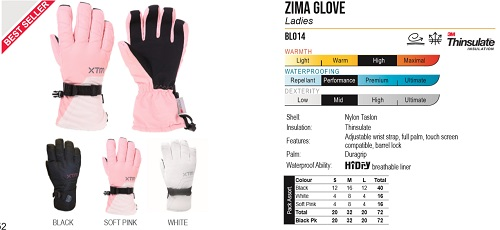 BEST SELLER
XTM
XTM
XTM
BLACK
SOFT PINK
WHITE
52
ZIMA GLOVE
Ladies
BL014
3M
Thinsulate
INSULATION
WARMTH
Light Warm High Maximal
WATERPROOFING
Repellant Performance Premium Ultimate
DEXTERITY
Low Mid High Ultimate
Shell Nylon Taslon
Insulation: Thinsulate
Features: Adjustable wrist strap, full palm, touch screen
compatible, barrel lock
Palm: Duragrip
Waterproof Ability: HiDRY breathable liner
Pack Assort.
Colour S M L Total
Black 12 16 12 40
White 4 8 4 16
Soft Pink 4 8 4 16
Total 20 32 20 72
Black Pk 20 32 20 72